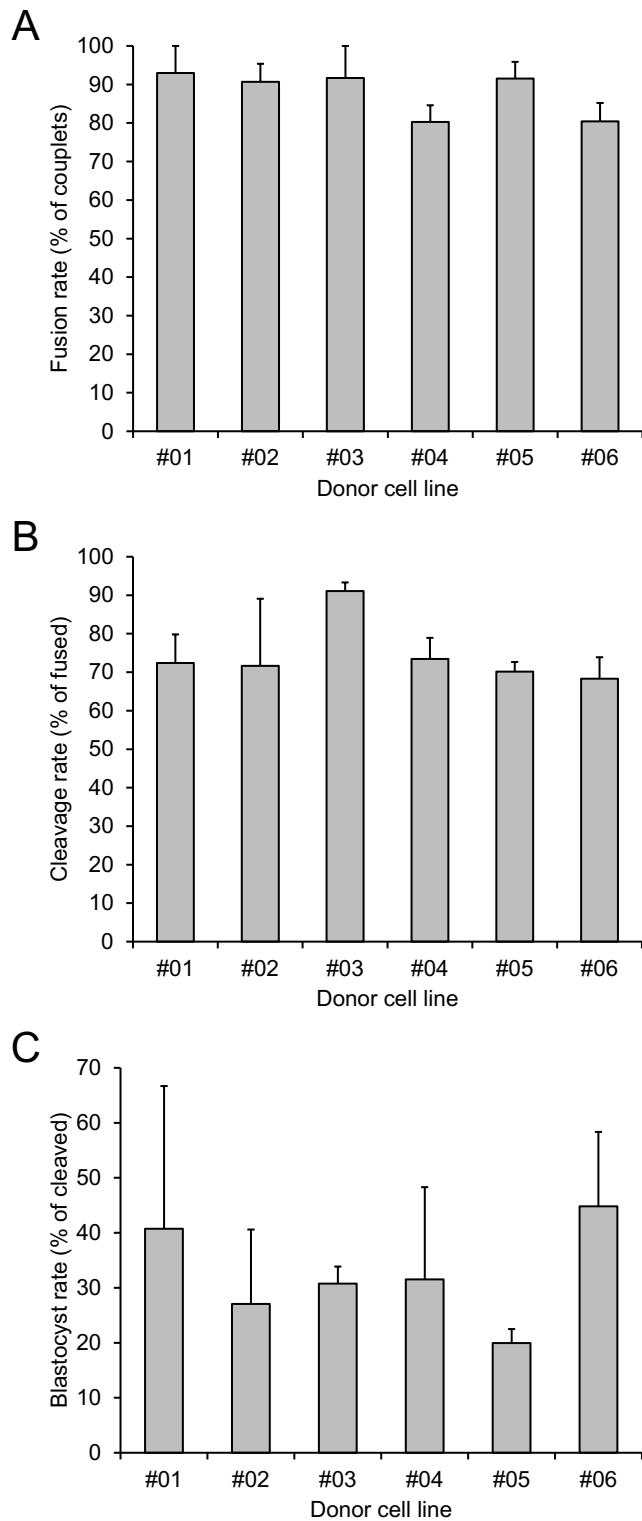 A
Fusion rate (% of couplets)
100
90
80
70
60
50
40
30
20
10
0
#01 #02 #03 #04 #05 #06
Donor cell line
B
Cleavage rate (% of fused)
100
90
80
70
60
50
40
30
20
10
0
#01 #02 #03 #04 #05 #06
Donor cell line
C
Blastocyst rate (% of cleaved)
70
60
50
40
30
20
10
0
#01 #02 #03 #04 #05 #06
Donor cell line